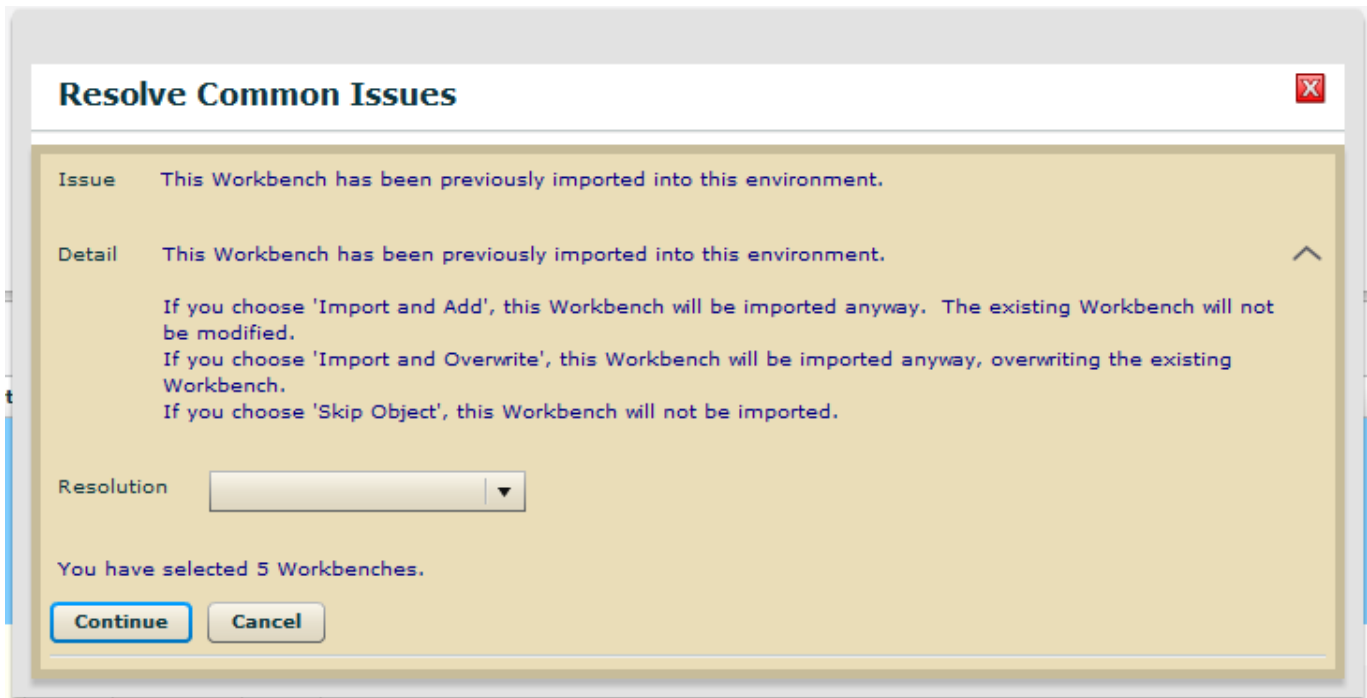 Resolve Common Issues
X
Issue This Workbench has been previously imported into this environment.
Detail This Workbench has been previously imported into this environment.
If you choose 'Import and Add', this Workbench will be imported anyway.  The existing Workbench will not
be modified.
If you choose 'Import and Overwrite', this Workbench will be imported anyway, overwriting the existing
Workbench.
t
If you choose 'Skip Object', this Workbench will not be imported.
Resolution
You have selected 5 Workbenches.
Continue Cancel